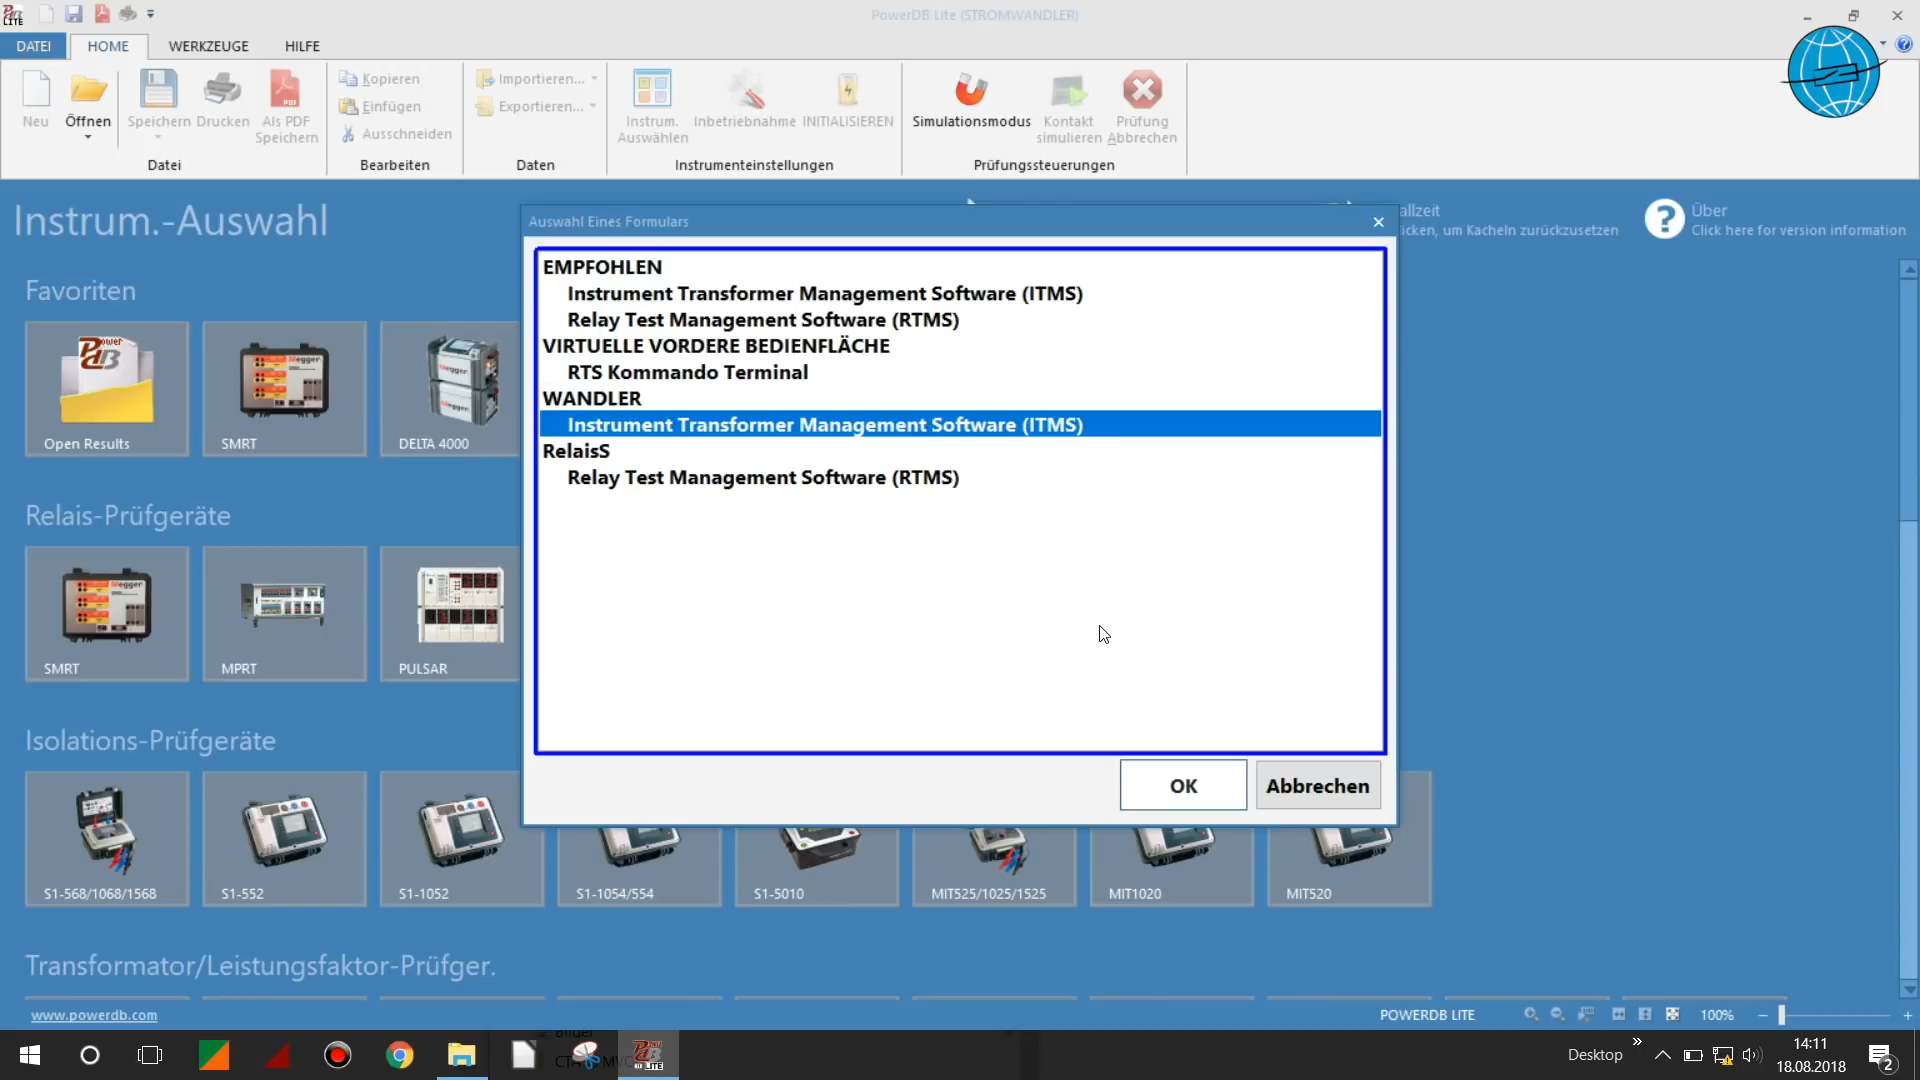 PowerDB Lite (STROMWANDLER)
DATEI HOME WERKZEUGE HILFE
Neu
Öffnen
Speichern
Drucken
Als PDF
Speichern
Datei
Kopieren
Einfügen
Ausschneiden
Bearbeiten
Importieren...
Exportieren...
Daten
Instrum.
Auswählen
Inbetriebnahme
INITIALISIEREN
Instrumenteinstellungen
Simulationsmodus
Kontakt
simulieren
Prüfung
Abbrechen
Prüfungssteuerungen
Instrum.-Auswahl
allzeit
licken, um Kacheln zurückzusetzen
Über
Click here for version information
Auswahl Eines Formulars
EMPFOHLEN
Instrument Transformer Management Software (ITMS)
Relay Test Management Software (RTMS)
VIRTUELLE VORDERE BEDIENFLÄCHE
RTS Kommando Terminal
WANDLER
Instrument Transformer Management Software (ITMS)
RelaisS
Relay Test Management Software (RTMS)
OK Abbrechen
Favoriten
Open Results
SMRT
DELTA 4000
Relais-Prüfgeräte
SMRT
MPRT
PULSAR
Isolations-Prüfgeräte
S1-568/1068/1568
S1-552
S1-1052
S1-1054/554
S1-5010
MIT525/1025/1525
MIT1020
MIT520
Transformator/Leistungsfaktor-Prüfger.
www.powerdb.com
POWERDB LITE
100%
Desktop
14:11
18.08.2018
2